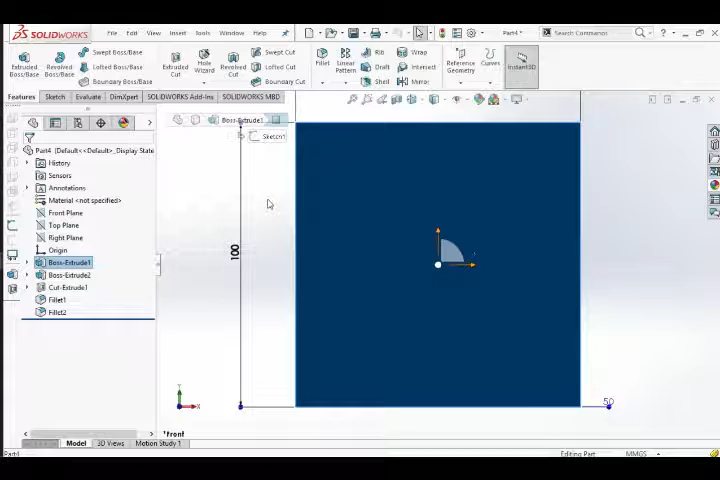 SOLIDWORKS File Edit View Insert Tools Window Help Part4 * Search Commands
Extruded Boss/Base Revolved Boss/Base Swept Boss/Base Lofted Boss/Base Boundary Boss/Base Extruded Cut Hole Wizard Revolved Cut Swept Cut Lofted Cut Boundary Cut Fillet Linear Pattern Rib Draft Shell Wrap Intersect Mirror Reference Geometry Instant3D
Features Sketch Evaluate DimXpert SOLIDWORKS Add-Ins SOLIDWORKS MBD
Boss-Extrude1
Sketch1
Part4 (Default<<Default>_Display State
History
Sensors
Annotations
Material <not specified>
Front Plane
Top Plane
Right Plane
Origin
Boss-Extrude1
Boss-Extrude2
Cut-Extrude1
Fillet1
Fillet2
100
50
Y
X
*Front
Model 3D Views Motion Study 1
Part4 Editing Part MMGS